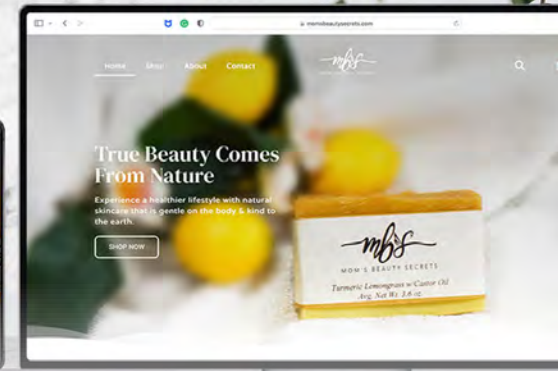 momsbeautysecrets.com
Home Shop About Contact
mbs
True Beauty Comes
From Nature
Experience a healthier lifestyle with natural
skincare that is gentle on the body & kind to
the earth.
SHOP NOW
mbs
MOM'S BEAUTY SECRETS
Turmeric Lemongrass w/Castor Oil
Avg. Net Wt. 3.6 oz.